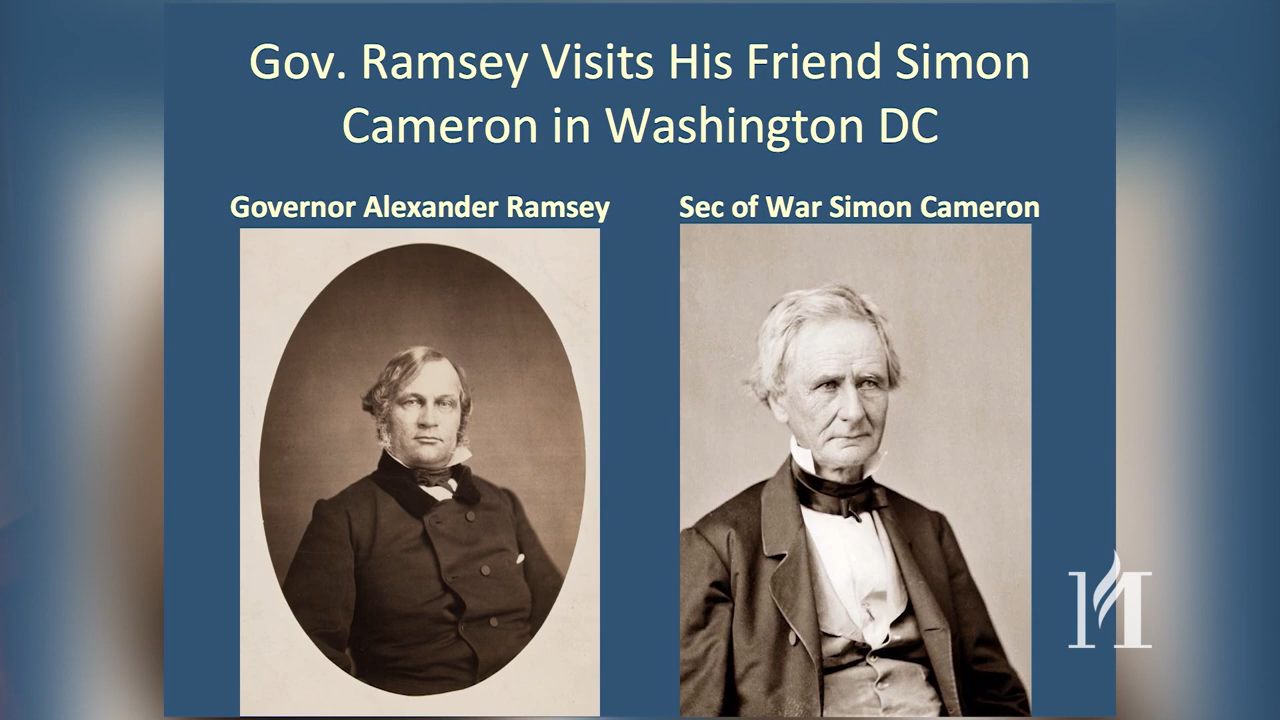 Gov. Ramsey Visits His Friend Simon
Cameron in Washington DC
Governor Alexander Ramsey
Sec of War Simon Cameron